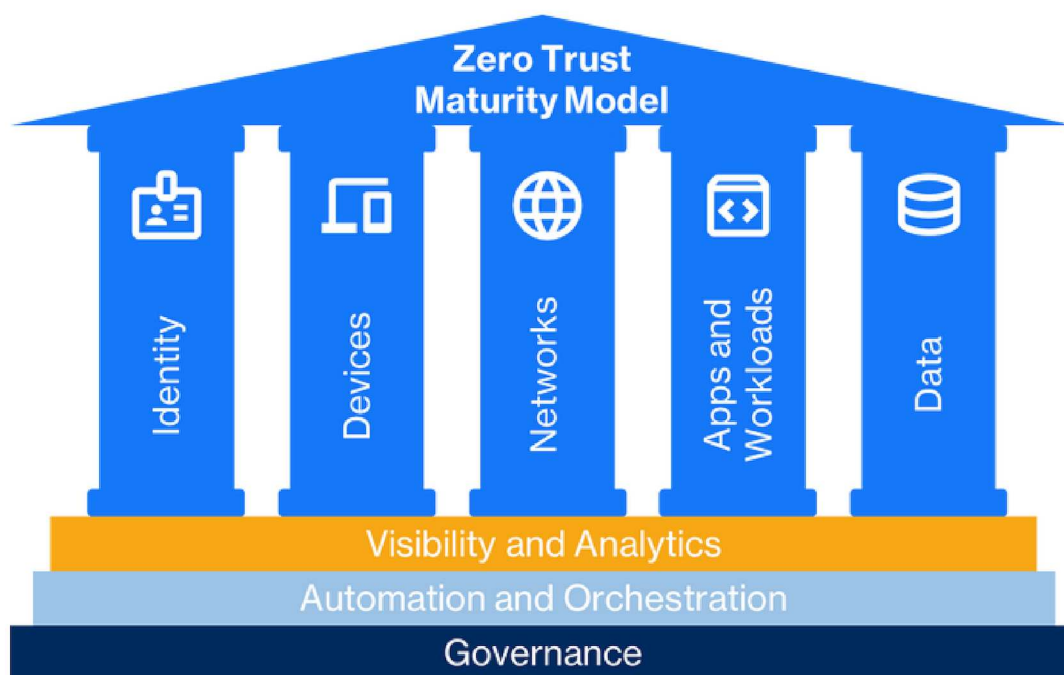 Zero Trust
Maturity Model
Identity
Devices
Networks
Apps and
Workloads
Data
Visibility and Analytics
Automation and Orchestration
Governance